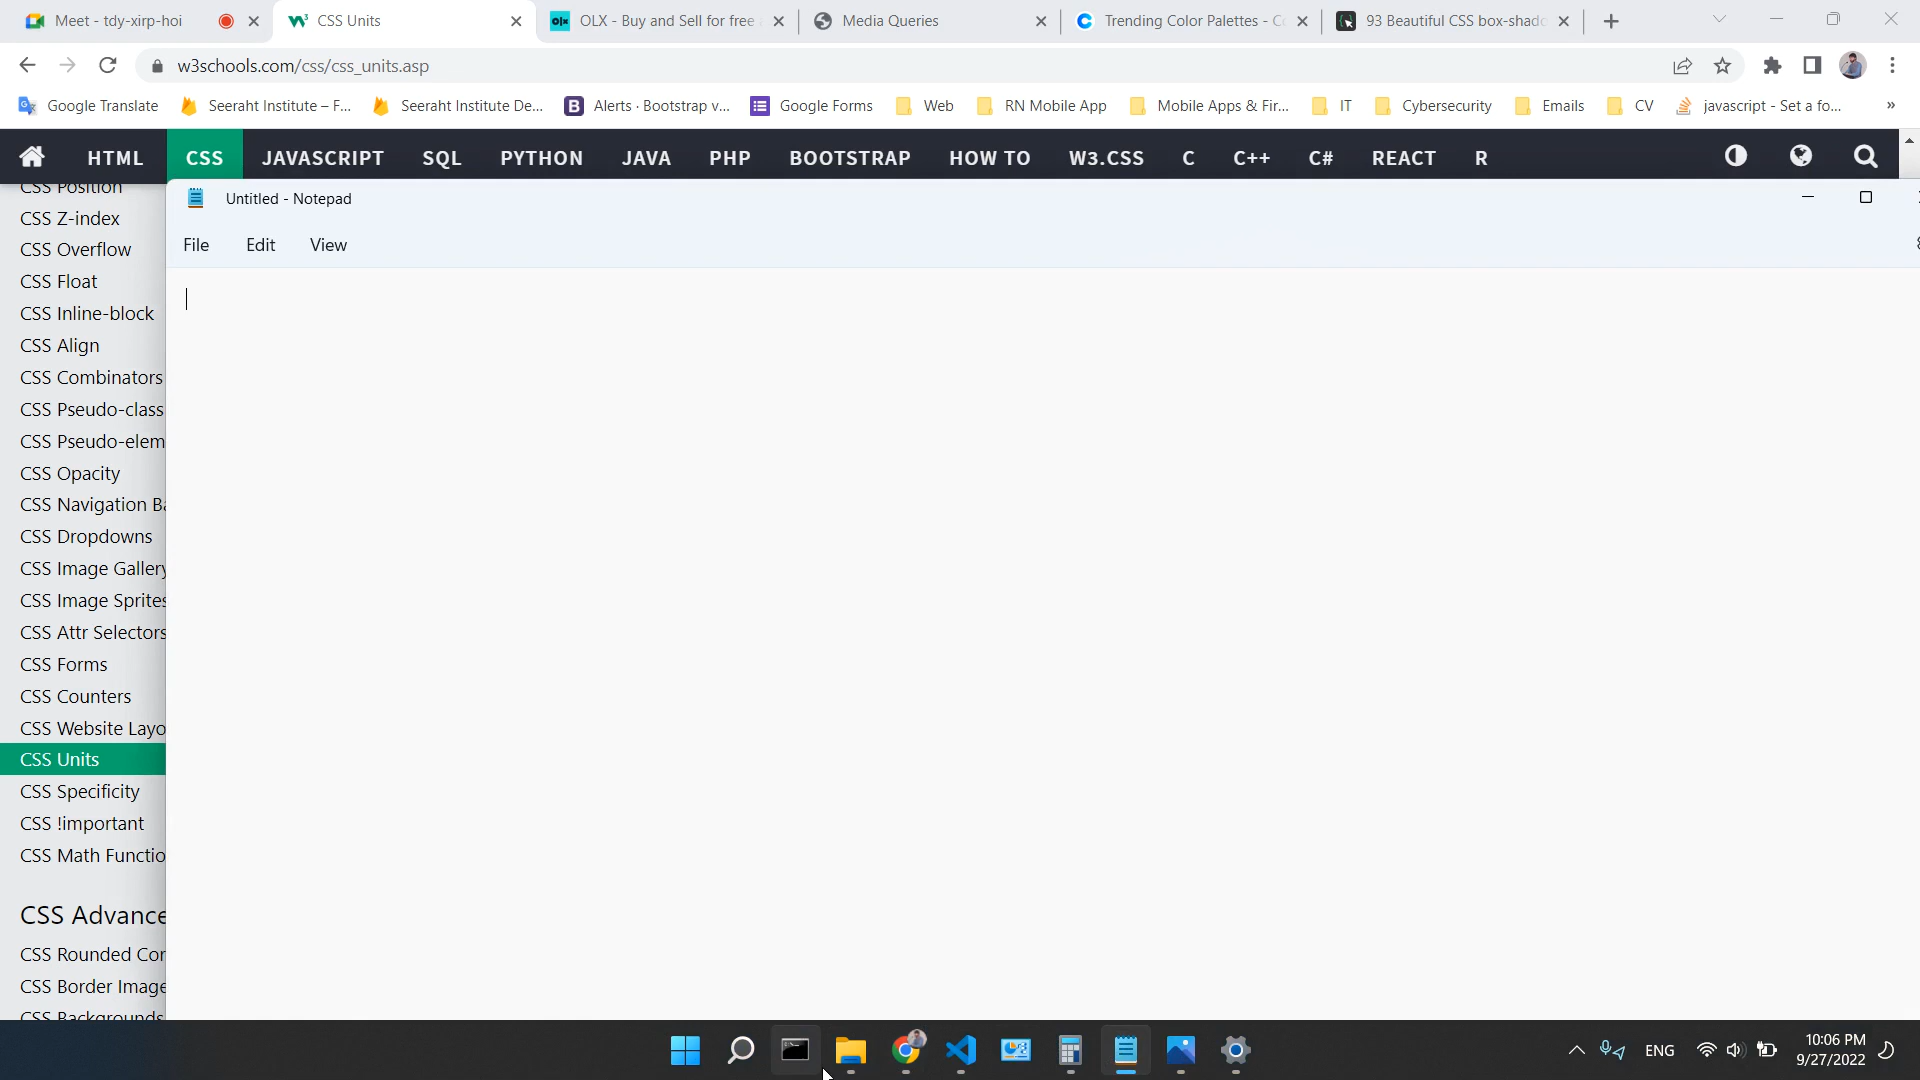 Meet - tdy-xirp-hoi
CSS Units
OLX - Buy and Sell for free
Media Queries
Trending Color Palettes - C
93 Beautiful CSS box-shado
w3schools.com/css/css_units.asp
Google Translate
Seeraht Institute – F...
Seeraht Institute De...
Alerts · Bootstrap v...
Google Forms
Web
RN Mobile App
Mobile Apps & Fir...
IT
Cybersecurity
Emails
CV
javascript - Set a fo...
»
HTML
CSS
JAVASCRIPT
SQL
PYTHON
JAVA
PHP
BOOTSTRAP
HOW TO
W3.CSS
C
C++
C#
REACT
R
CSS Position
CSS Z-index
CSS Overflow
CSS Float
CSS Inline-block
CSS Align
CSS Combinators
CSS Pseudo-class
CSS Pseudo-elem
CSS Opacity
CSS Navigation Ba
CSS Dropdowns
CSS Image Gallery
CSS Image Sprites
CSS Attr Selectors
CSS Forms
CSS Counters
CSS Website Layo
CSS Units
CSS Specificity
CSS !important
CSS Math Functio
CSS Advance
CSS Rounded Cor
CSS Border Image
CSS Backgrounds
Untitled - Notepad
File
Edit
View
ENG
10:06 PM
9/27/2022